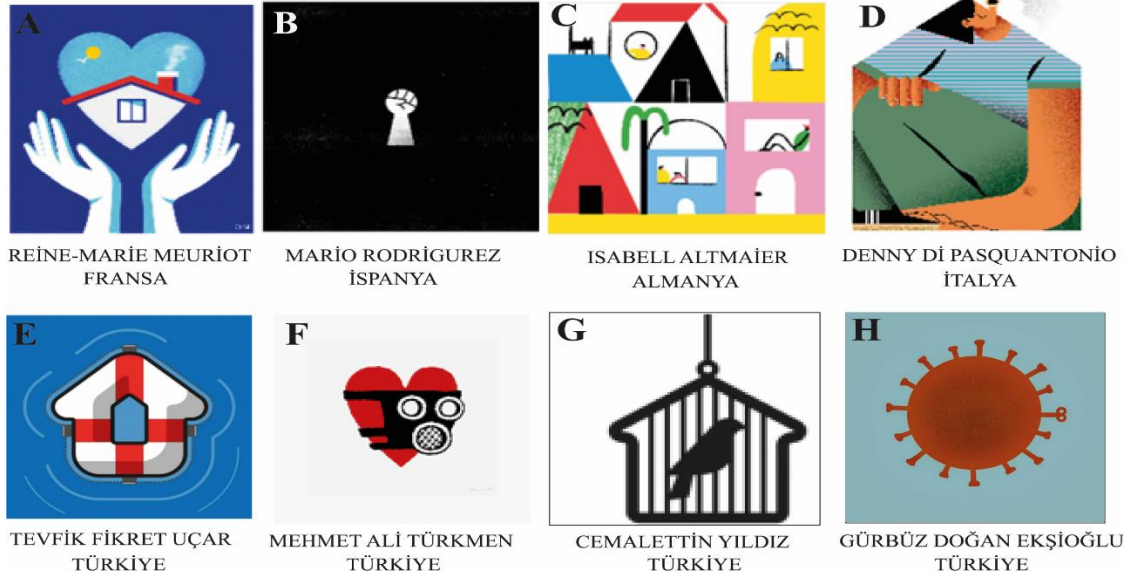 A
B
C
D
REİNE-MARİE MEURİOT
FRANSA
MARİO RODRİGUREZ
İSPANYA
ISABELL ALTMAİER
ALMANYA
DENNY Dİ PASQUANTONİO
İTALYA
E
F
G
H
TEVFİK FİKRET UÇAR
TÜRKİYE
MEHMET ALİ TÜRKMEN
TÜRKİYE
CEMALETTİN YILDIZ
TÜRKİYE
GÜRBÜZ DOĞAN EKŞİOĞLU
TÜRKİYE